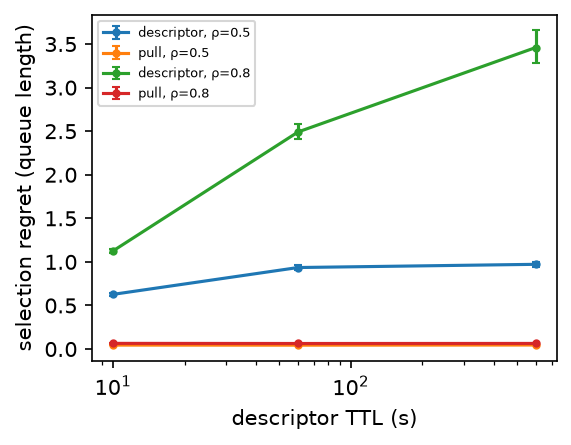 descriptor, ρ=0.5
pull, ρ=0.5
descriptor, ρ=0.8
pull, ρ=0.8
selection regret (queue length)
3.5
3.0
2.5
2.0
1.5
1.0
0.5
0.0
10¹ 10²
descriptor TTL (s)